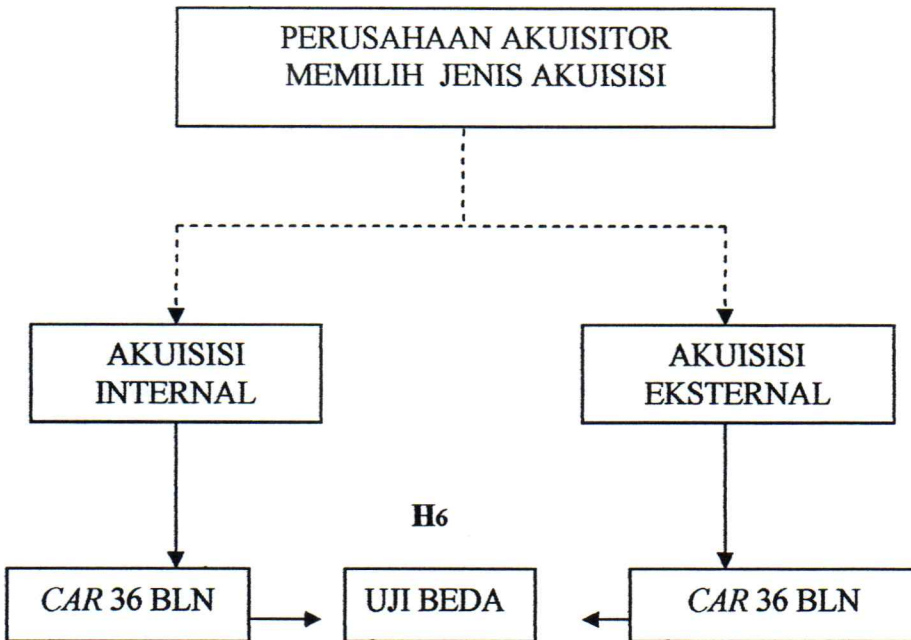 PERUSAHAAN AKUISITOR
MEMILIH JENIS AKUISISI
AKUISISI
INTERNAL
AKUISISI
EKSTERNAL
H6
CAR 36 BLN
UJI BEDA
CAR 36 BLN